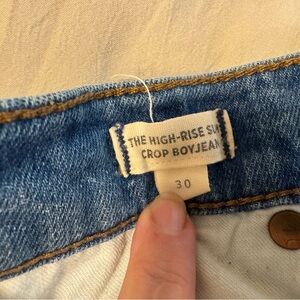 THE HIGH-RISE
CROP BOYJEAN
30